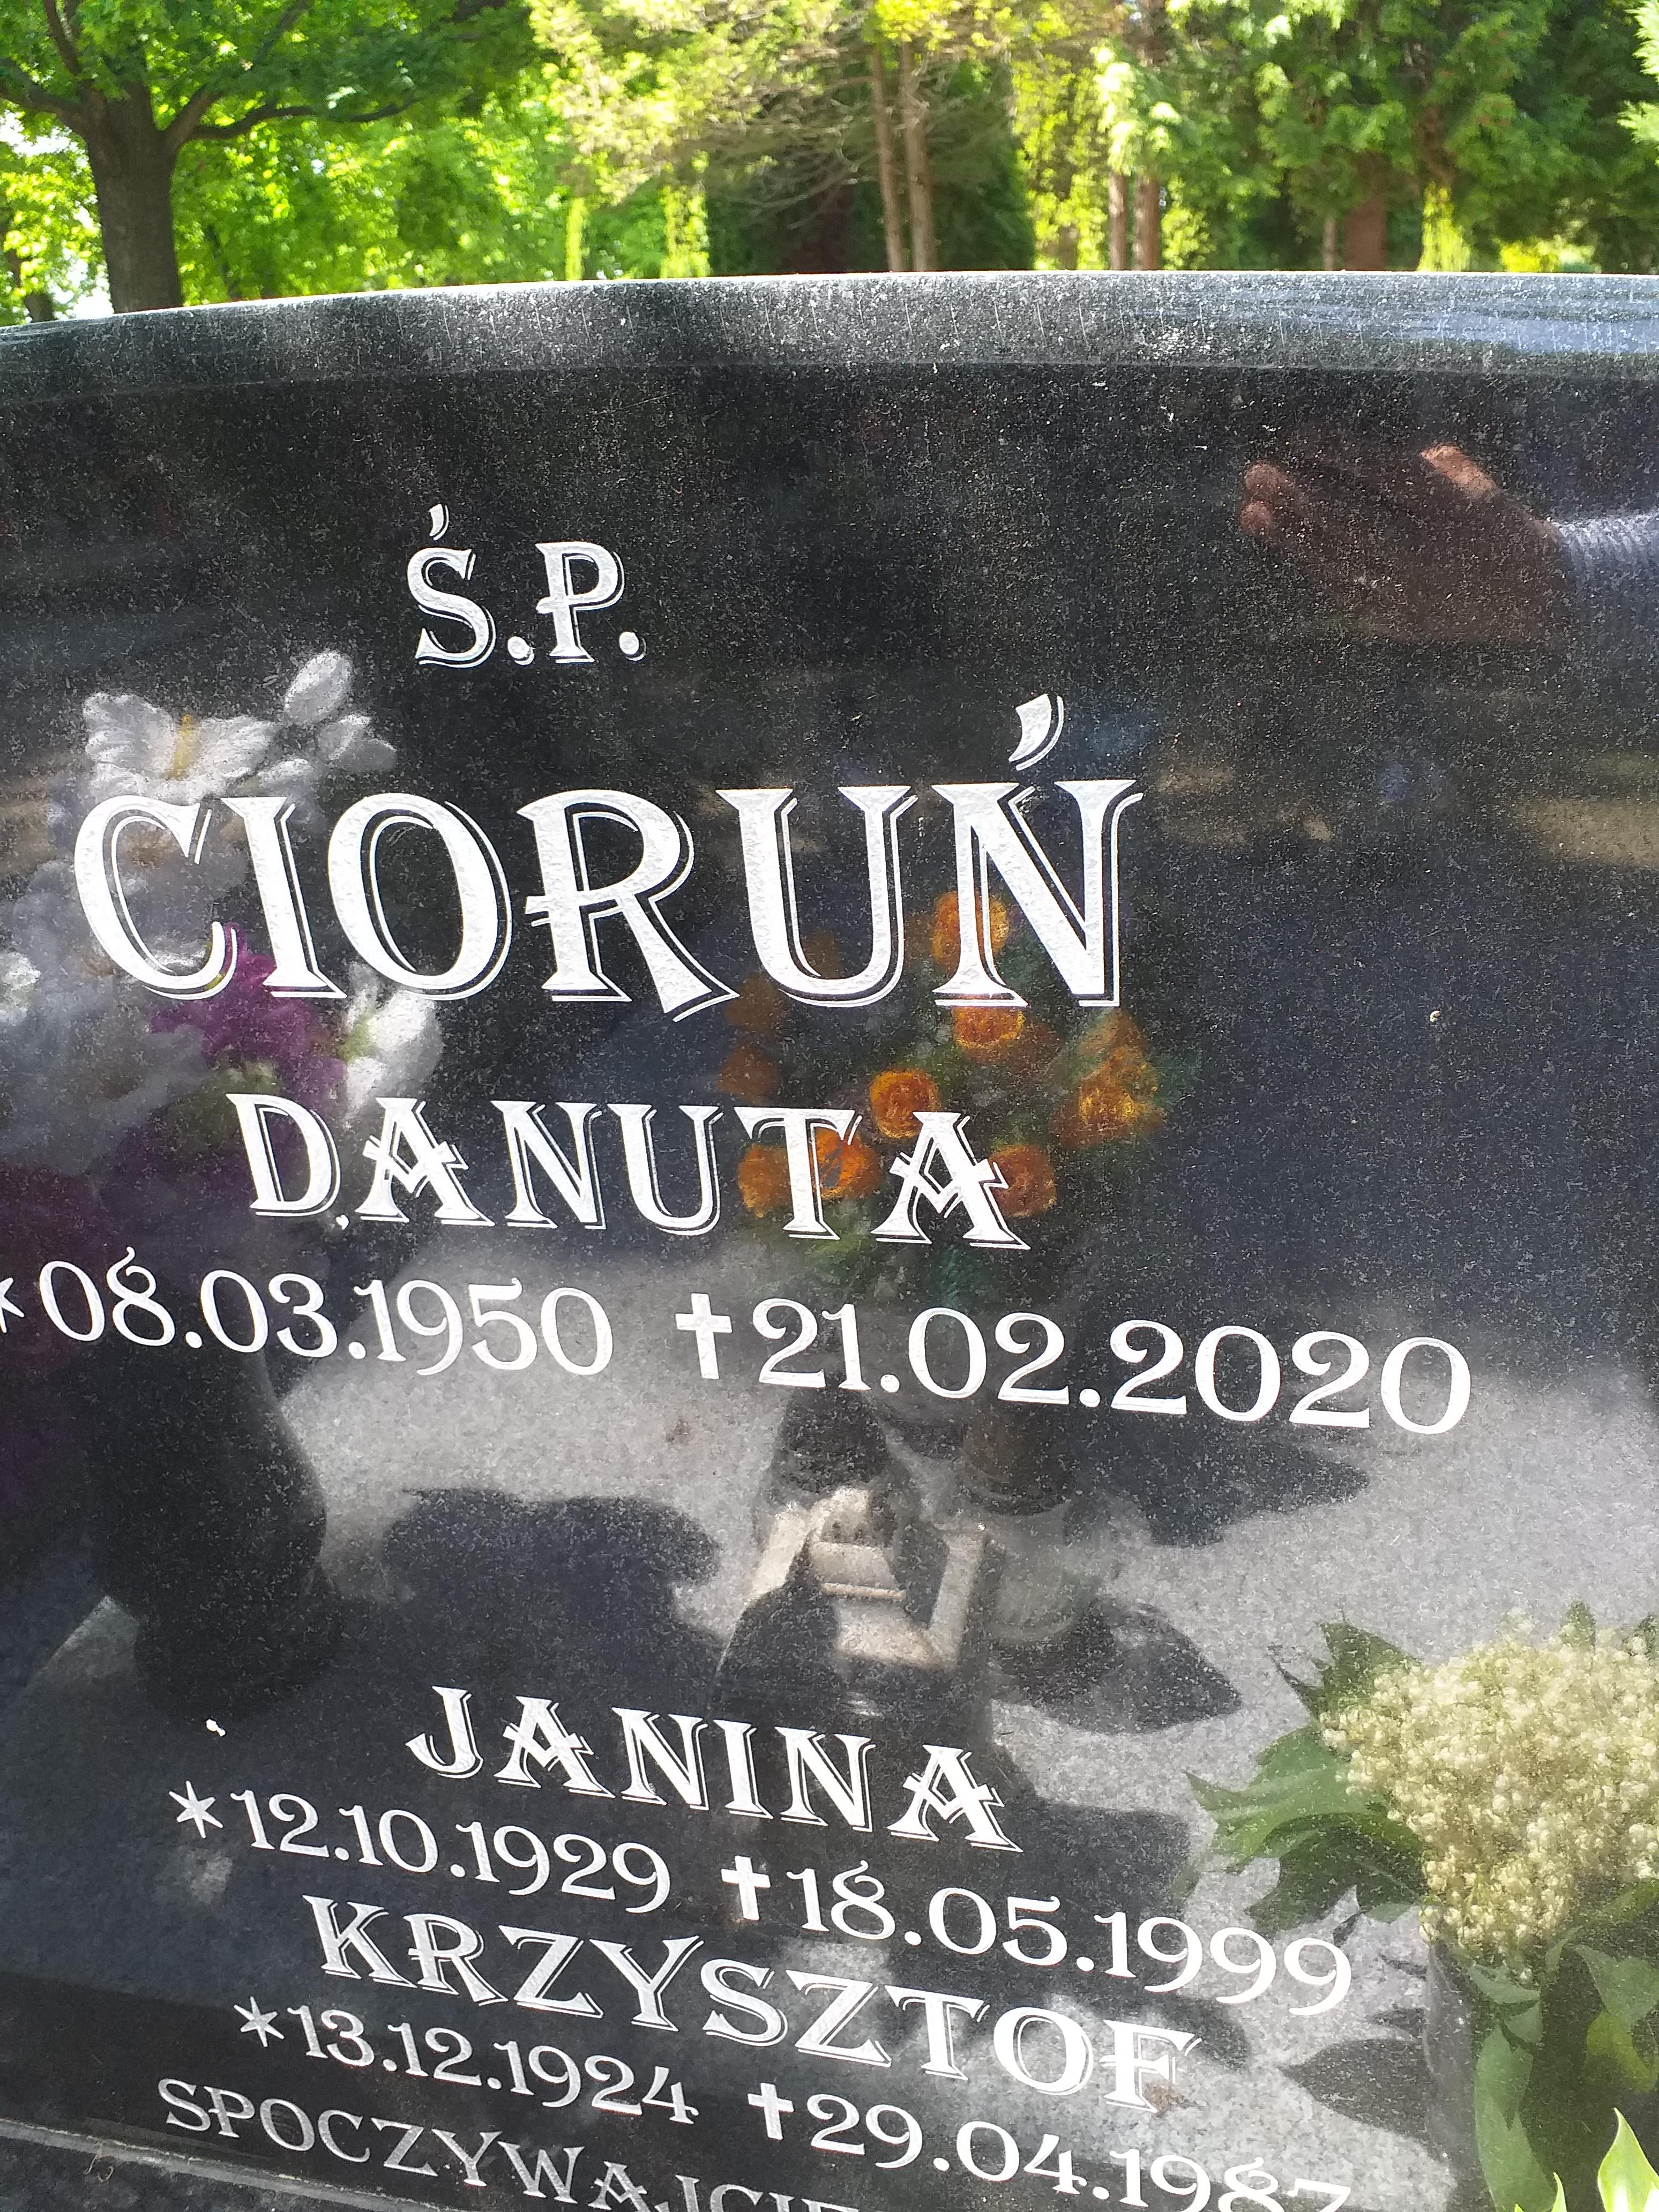 Ś.P.
CIORUŃ
DANUTA
*08.03.1950 †21.02.2020
JANINA
*12.10.1929 †18.05.1999
KRZYSZTOF
*13.12.1924 †29.04.1987
SPOCZYWAJCIE